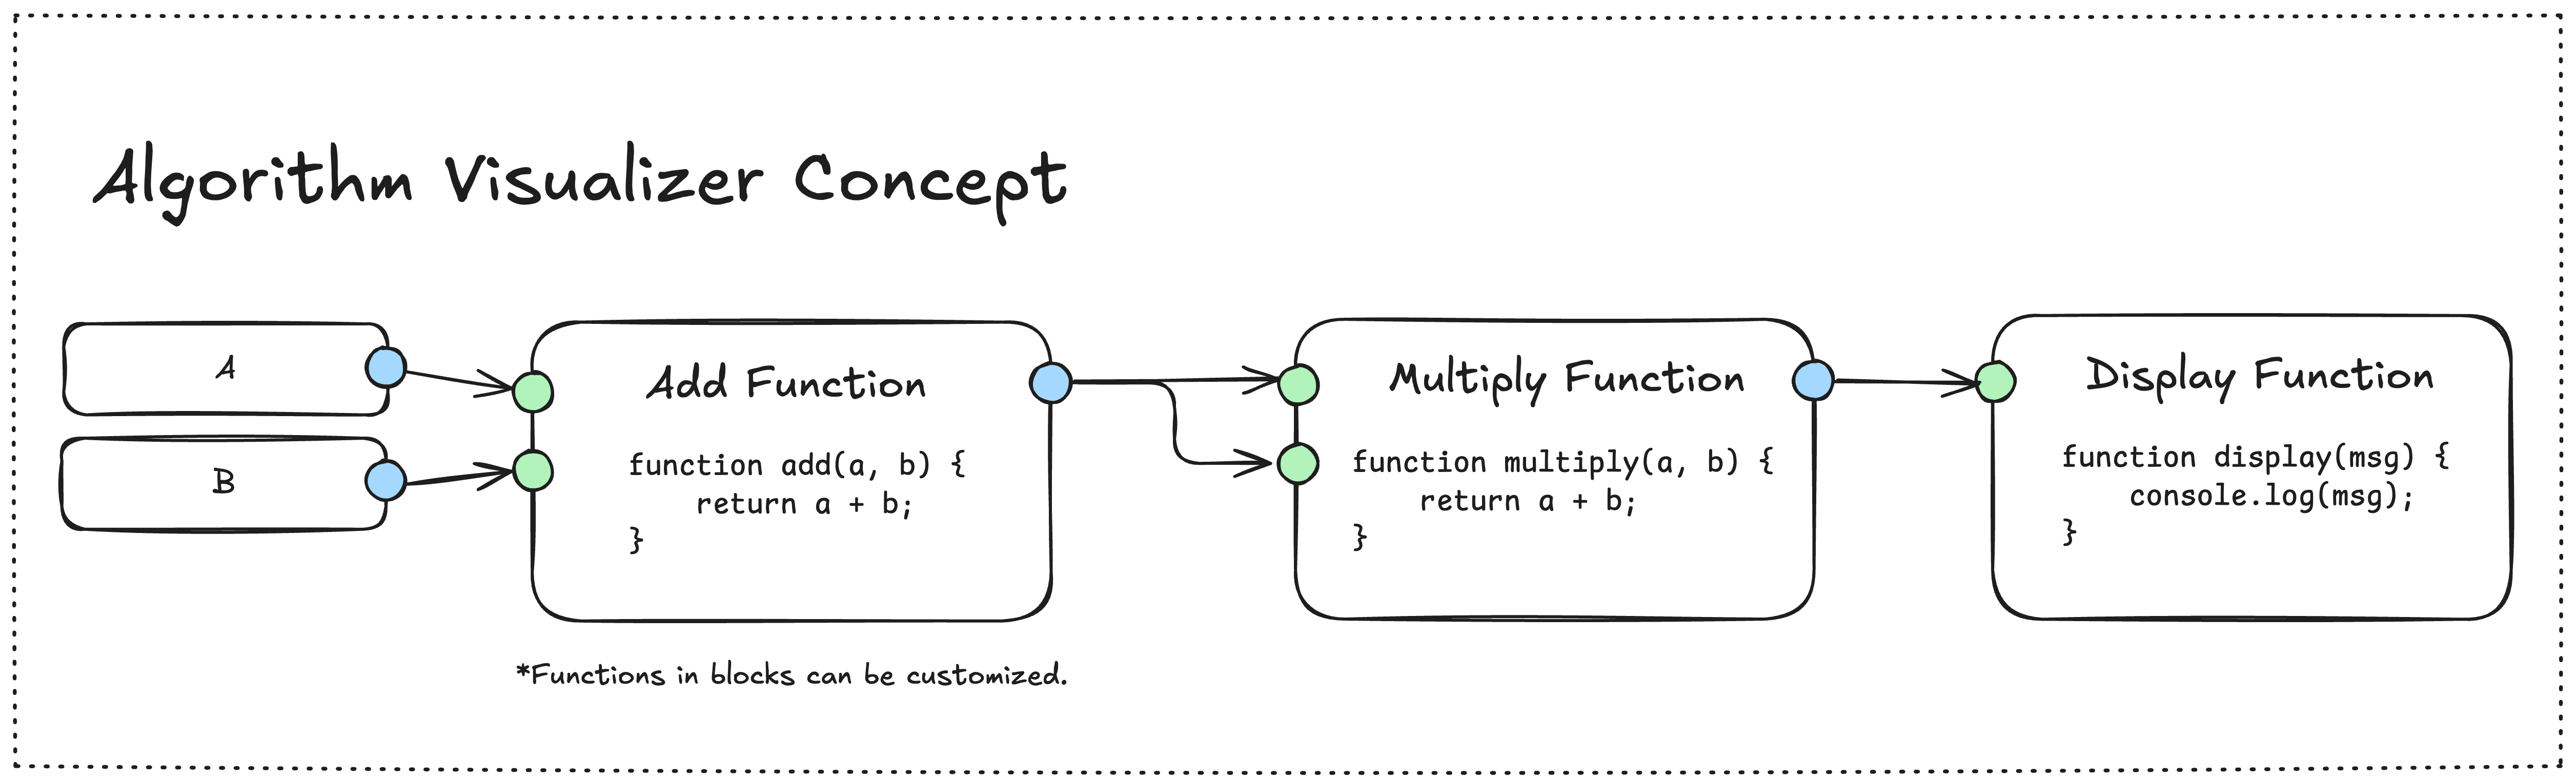 Algorithm Visualizer Concept
A
B
Add Function
function add(a, b) {
    return a + b;
}
Multiply Function
function multiply(a, b) {
    return a + b;
}
Display Function
function display(msg) {
    console.log(msg);
}
*Functions in blocks can be customized.